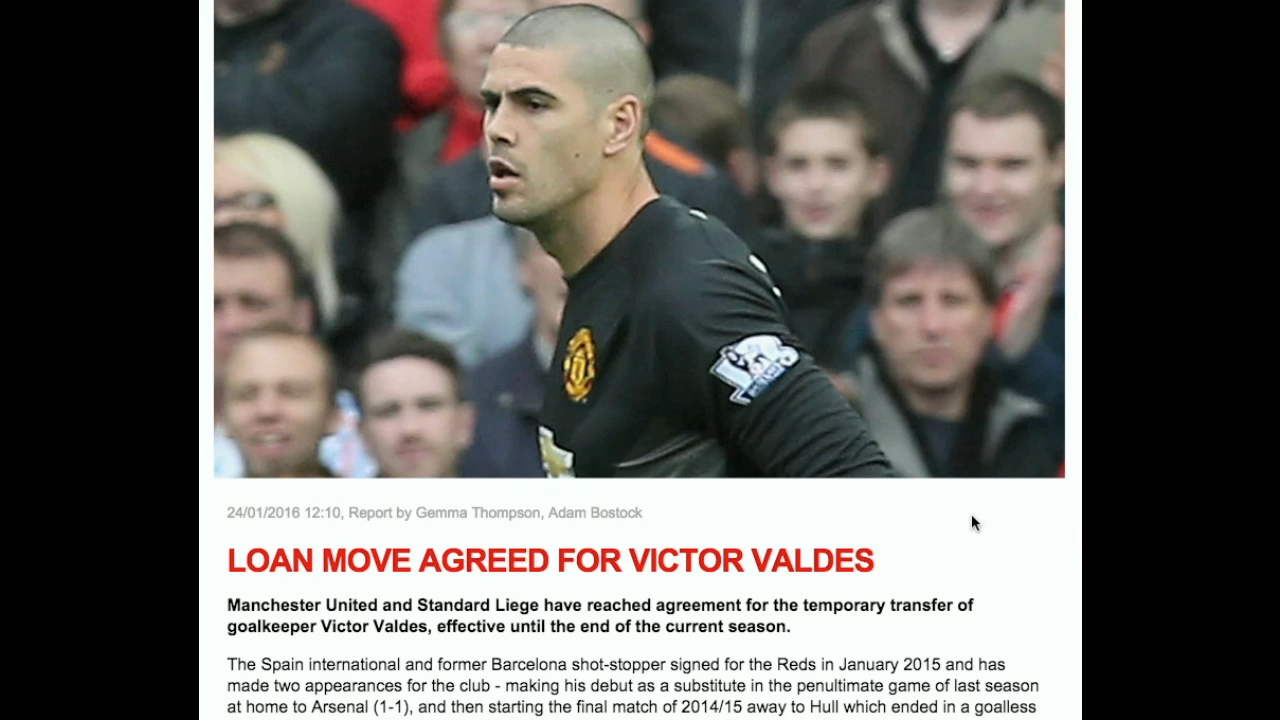 24/01/2016 12:10, Report by Gemma Thompson, Adam Bostock
LOAN MOVE AGREED FOR VICTOR VALDES
Manchester United and Standard Liege have reached agreement for the temporary transfer of
goalkeeper Victor Valdes, effective until the end of the current season.
The Spain international and former Barcelona shot-stopper signed for the Reds in January 2015 and has
made two appearances for the club - making his debut as a substitute in the penultimate game of last season
at home to Arsenal (1-1), and then starting the final match of 2014/15 away to Hull which ended in a goalless